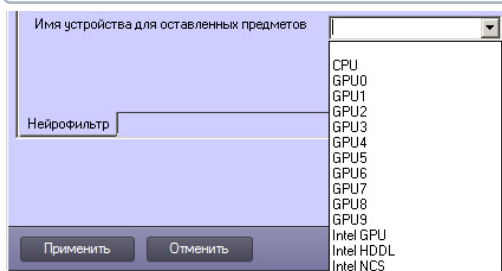 Имя устройства для оставленных предметов
CPU
GPU0
GPU1
GPU2
GPU3
GPU4
GPU5
GPU6
GPU7
GPU8
GPU9
Intel GPU
Intel HDDL
Intel NCS
Нейрофильтр
Применить
Отменить